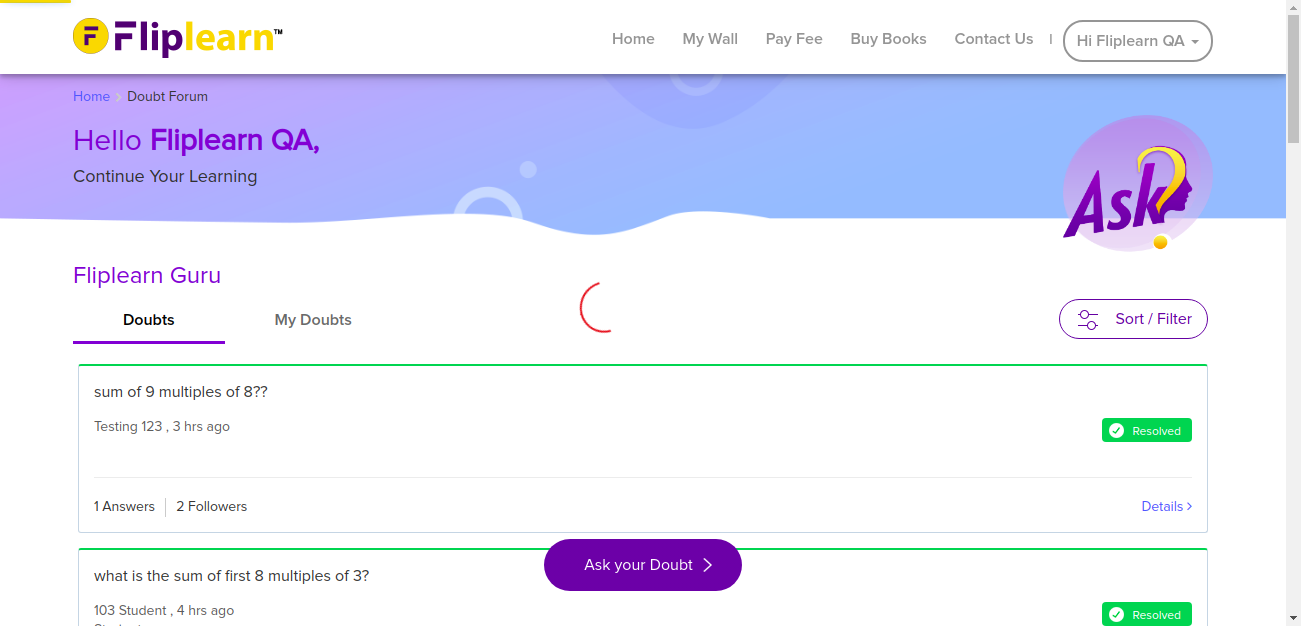 Fliplearn™
Home My Wall Pay Fee Buy Books Contact Us | Hi Fliplearn QA
Home > Doubt Forum
Hello Fliplearn QA,
Continue Your Learning
Ask?
Fliplearn Guru
Doubts My Doubts Sort / Filter
sum of 9 multiples of 8??
Testing 123 , 3 hrs ago
Resolved
1 Answers 2 Followers Details >
Ask your Doubt
what is the sum of first 8 multiples of 3?
103 Student , 4 hrs ago
Resolved